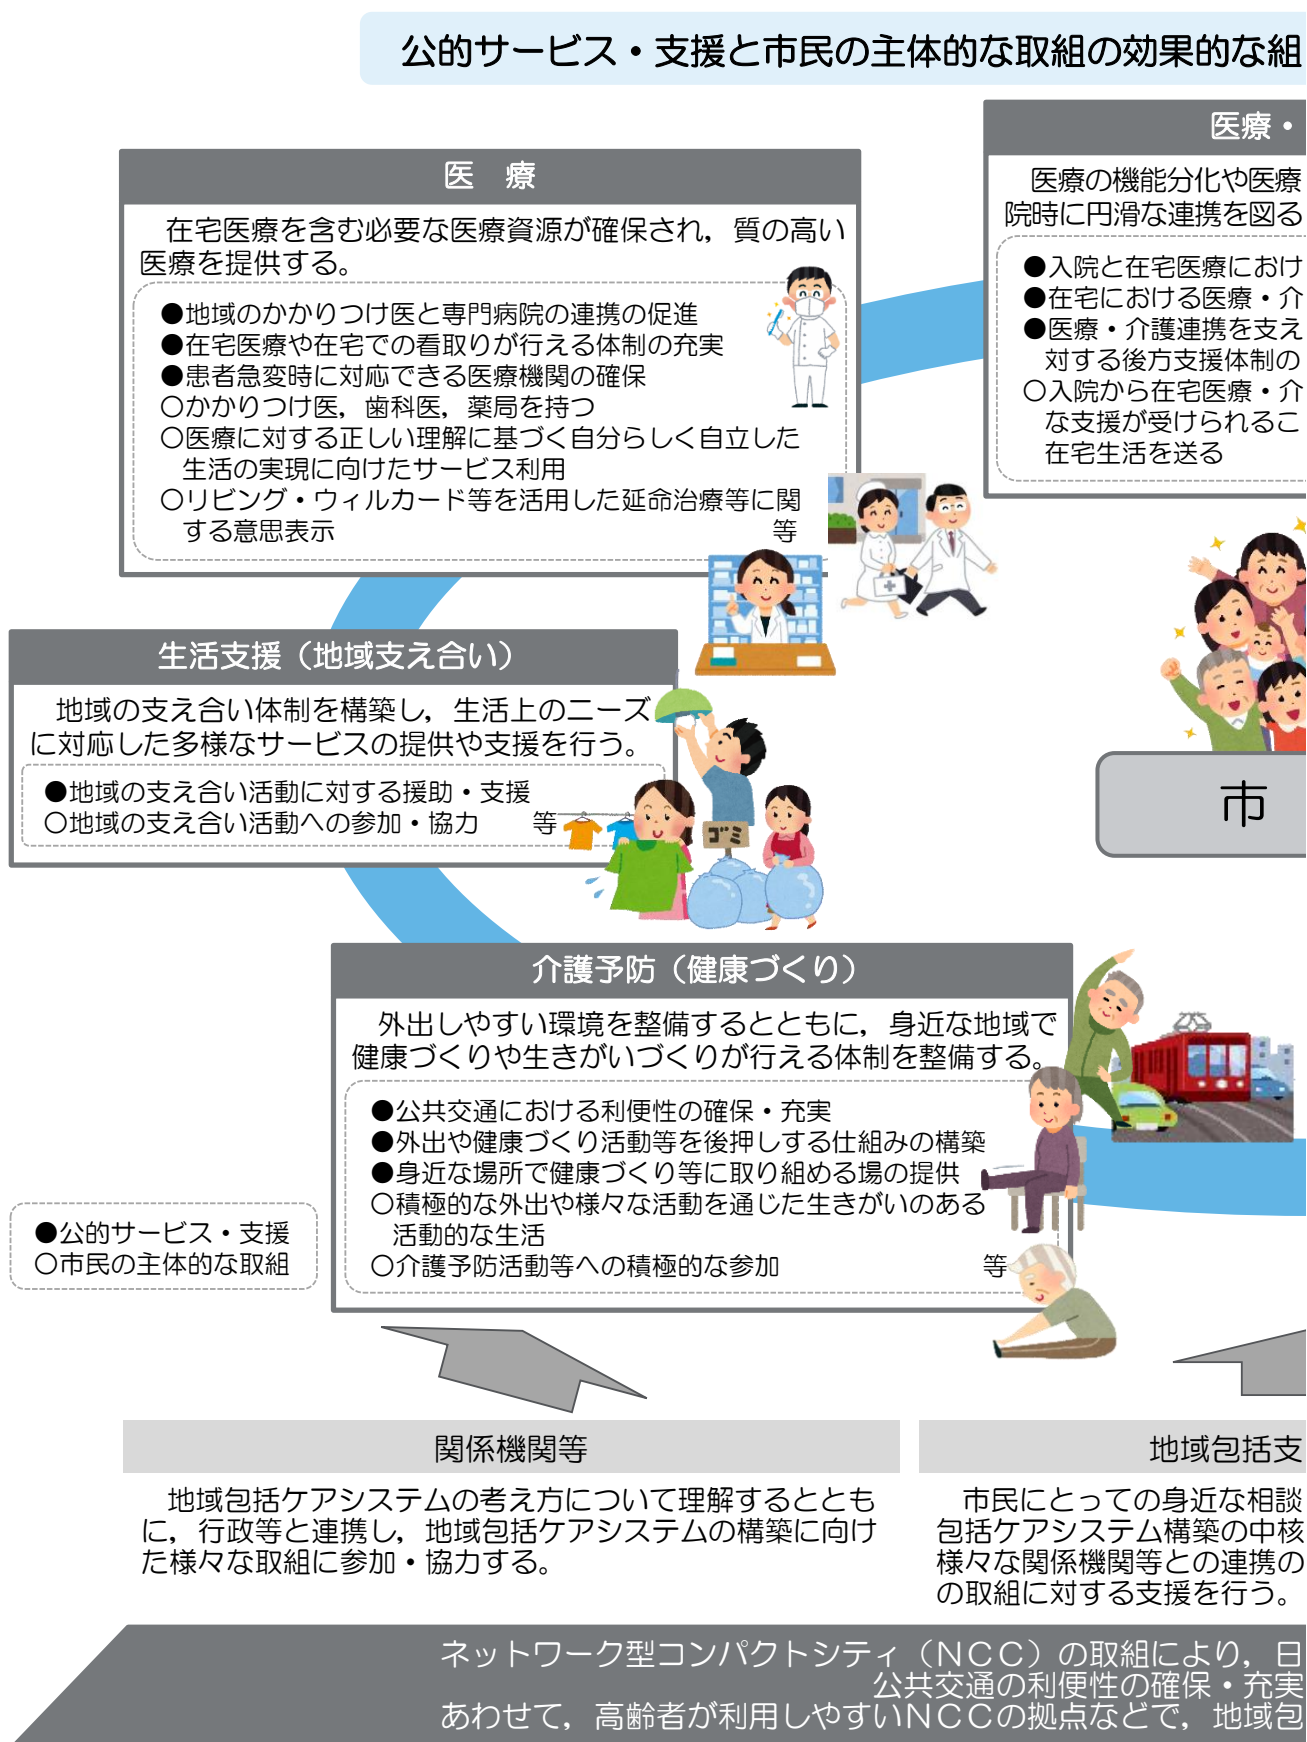 公的サービス・支援と市民の主体的な取組の効果的な組
医　療
在宅医療を含む必要な医療資源が確保され，質の高い
医療を提供する。
●地域のかかりつけ医と専門病院の連携の促進
●在宅医療や在宅での看取りが行える体制の充実
●患者急変時に対応できる医療機関の確保
○かかりつけ医，歯科医，薬局を持つ
○医療に対する正しい理解に基づく自分らしく自立した
生活の実現に向けたサービス利用
○リビング・ウィルカード等を活用した延命治療等に関
する意思表示　等
医療・
医療の機能分化や医療
院時に円滑な連携を図る
●入院と在宅医療におけ
●在宅における医療・介
●医療・介護連携を支え
対する後方支援体制の
○入院から在宅医療・介
な支援が受けられるこ
在宅生活を送る
生活支援（地域支え合い）
地域の支え合い体制を構築し，生活上のニーズ
に対応した多様なサービスの提供や支援を行う。
●地域の支え合い活動に対する援助・支援
○地域の支え合い活動への参加・協力　等
ゴミ
市
介護予防（健康づくり）
外出しやすい環境を整備するとともに，身近な地域で
健康づくりや生きがいづくりが行える体制を整備する。
●公共交通における利便性の確保・充実
●外出や健康づくり活動等を後押しする仕組みの構築
●身近な場所で健康づくり等に取り組める場の提供
○積極的な外出や様々な活動を通じた生きがいのある
活動的な生活
○介護予防活動等への積極的な参加　等
●公的サービス・支援
○市民の主体的な取組
関係機関等
地域包括ケアシステムの考え方について理解するととも
に，行政等と連携し，地域包括ケアシステムの構築に向け
た様々な取組に参加・協力する。
地域包括支
市民にとっての身近な相談
包括ケアシステム構築の中核
様々な関係機関等との連携の
の取組に対する支援を行う。
ネットワーク型コンパクトシティ（ＮＣＣ）の取組により，日
公共交通の利便性の確保・充実
あわせて，高齢者が利用しやすいＮＣＣの拠点などで，地域包